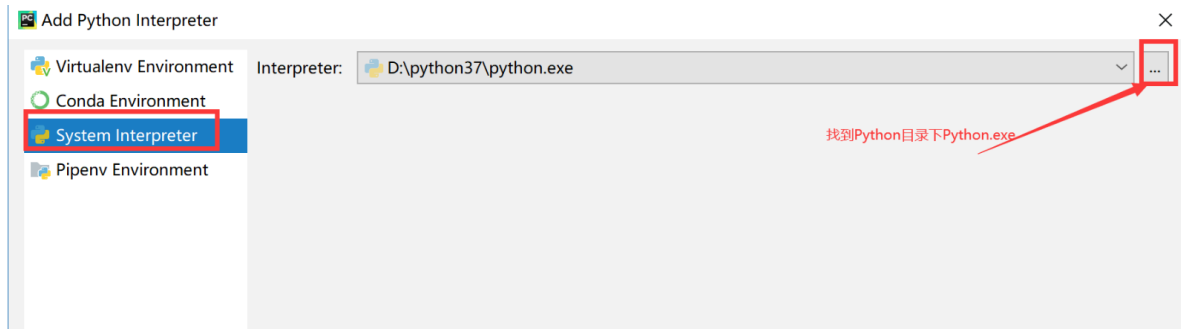 Add Python Interpreter
Virtualenv Environment
Interpreter: D:\python37\python.exe ...
Conda Environment
System Interpreter
找到Python目录下Python.exe
Pipenv Environment